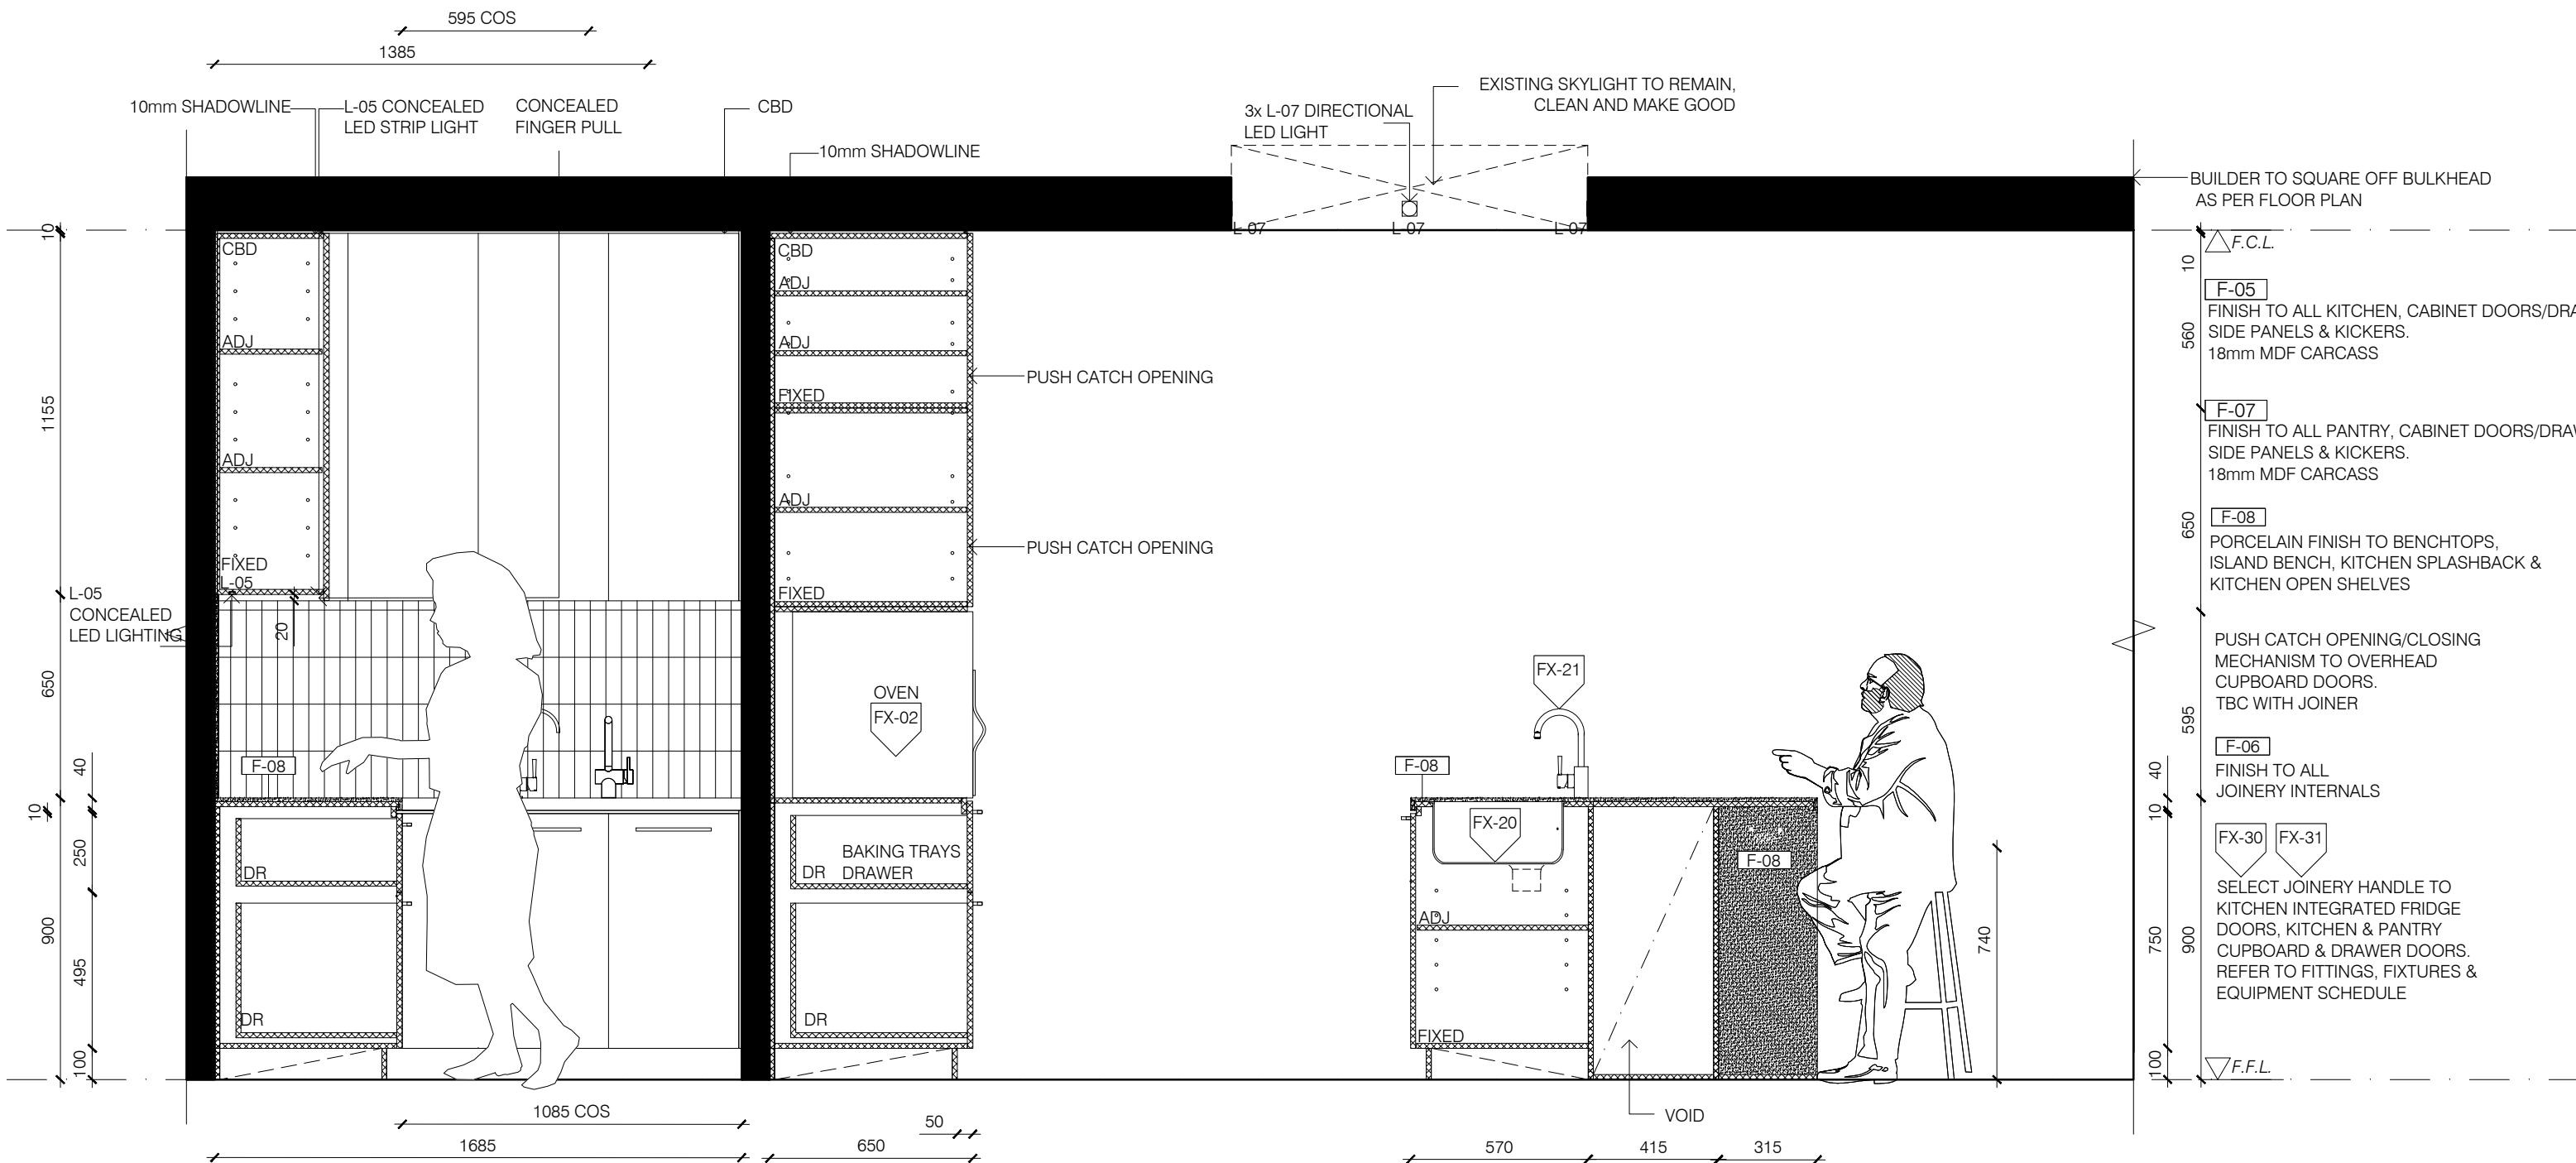 595 COS
1385
10mm SHADOWLINE
L-05 CONCEALED
LED STRIP LIGHT
CONCEALED
FINGER PULL
CBD
10mm SHADOWLINE
3x L-07 DIRECTIONAL
LED LIGHT
EXISTING SKYLIGHT TO REMAIN,
CLEAN AND MAKE GOOD
BUILDER TO SQUARE OFF BULKHEAD
AS PER FLOOR PLAN
L-07
L-07
L-07
10
1155
650
40
10
250
900
495
100
CBD
ADJ
ADJ
FIXED
L-05
L-05
CONCEALED
LED LIGHTING
20
F-08
DR
DR
CBD
ADJ
ADJ
FIXED
ADJ
FIXED
PUSH CATCH OPENING
PUSH CATCH OPENING
OVEN
FX-02
BAKING TRAYS
DR DRAWER
DR
FX-21
F-08
FX-20
F-08
ADJ
FIXED
VOID
740
F.C.L.
10
560
650
595
40
10
750
900
100
F-05
FINISH TO ALL KITCHEN, CABINET DOORS/DRA
SIDE PANELS & KICKERS.
18mm MDF CARCASS
F-07
FINISH TO ALL PANTRY, CABINET DOORS/DRA
SIDE PANELS & KICKERS.
18mm MDF CARCASS
F-08
PORCELAIN FINISH TO BENCHTOPS,
ISLAND BENCH, KITCHEN SPLASHBACK &
KITCHEN OPEN SHELVES
PUSH CATCH OPENING/CLOSING
MECHANISM TO OVERHEAD
CUPBOARD DOORS.
TBC WITH JOINER
F-06
FINISH TO ALL
JOINERY INTERNALS
FX-30 FX-31
SELECT JOINERY HANDLE TO
KITCHEN INTEGRATED FRIDGE
DOORS, KITCHEN & PANTRY
CUPBOARD & DRAWER DOORS.
REFER TO FITTINGS, FIXTURES &
EQUIPMENT SCHEDULE
F.F.L.
1085 COS
1685
50
650
570
415
315